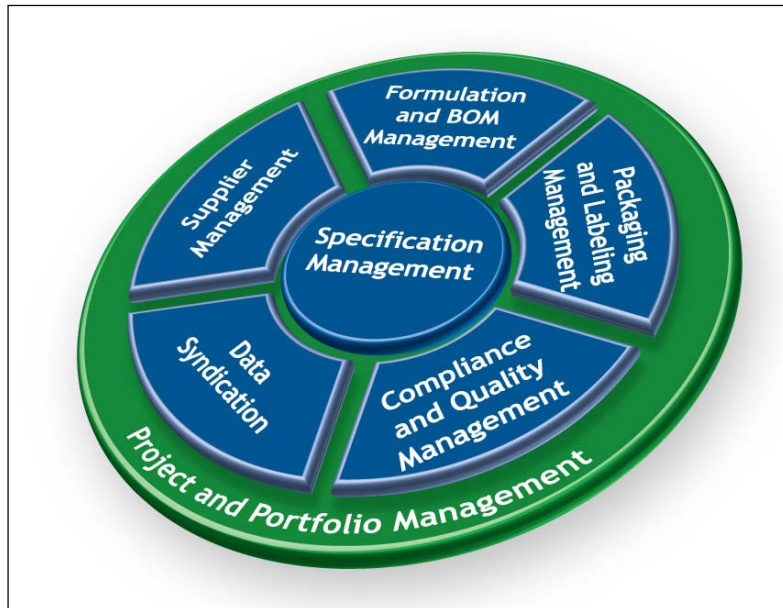 Formulation
and BOM
Management
Supplier
Management
Packaging
and Labeling
Management
Specification
Management
Data
Syndication
Compliance
and Quality
Management
Project and Portfolio Management